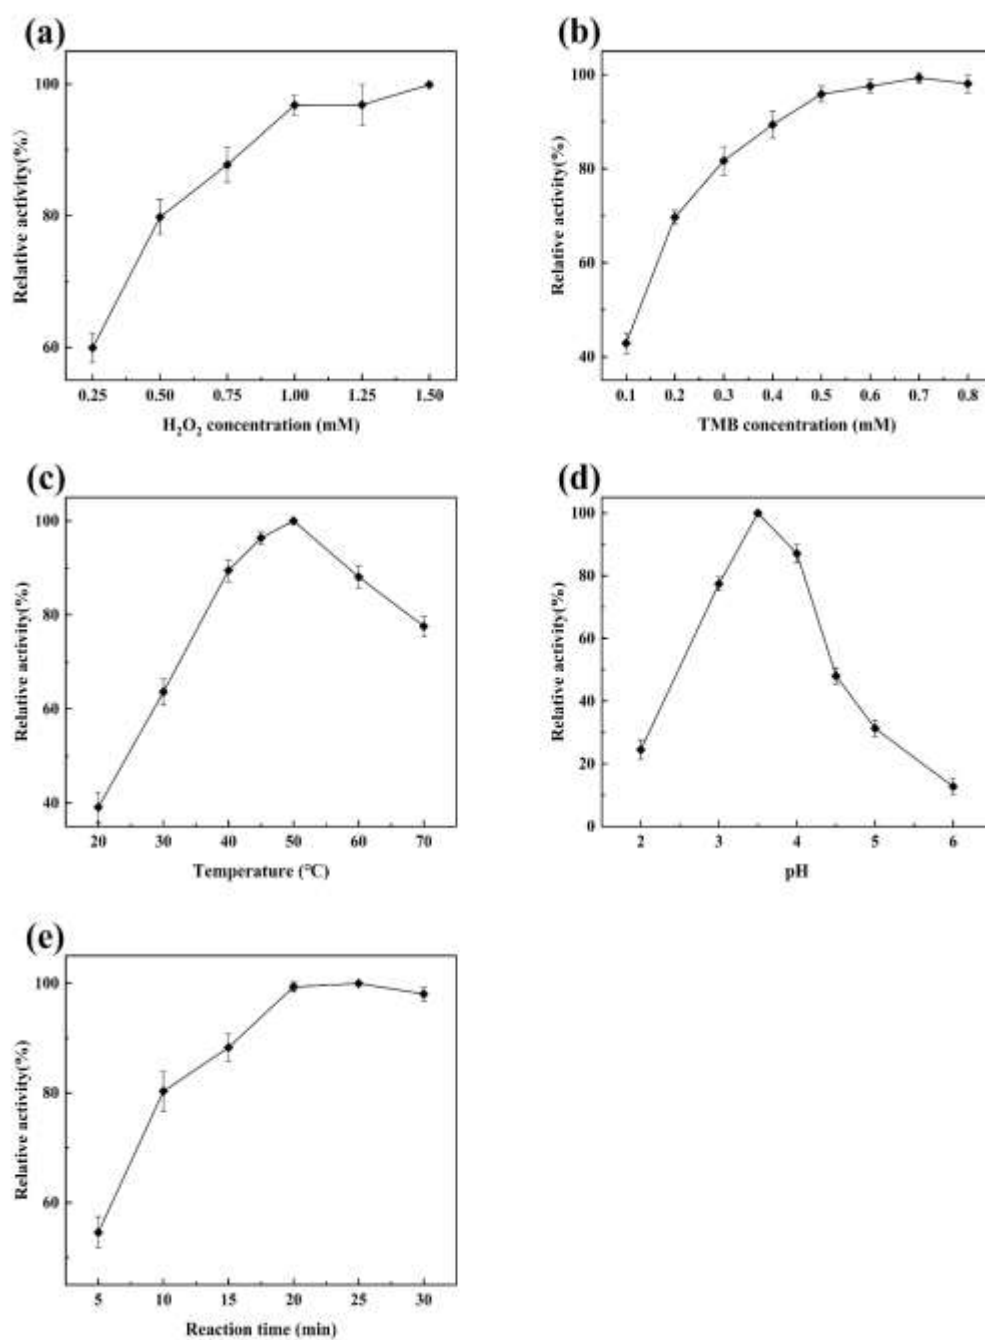 (a)
Relative activity(%)
100
80
60
0.25 0.50 0.75 1.00 1.25 1.50
H₂O₂ concentration (mM)
(b)
Relative activity(%)
100
80
60
40
0.1 0.2 0.3 0.4 0.5 0.6 0.7 0.8
TMB concentration (mM)
(c)
Relative activity(%)
100
80
60
40
20 30 40 50 60 70
Temperature (℃)
(d)
Relative activity(%)
100
80
60
40
20
0
2 3 4 5 6
pH
(e)
Relative activity(%)
100
80
60
5 10 15 20 25 30
Reaction time (min)